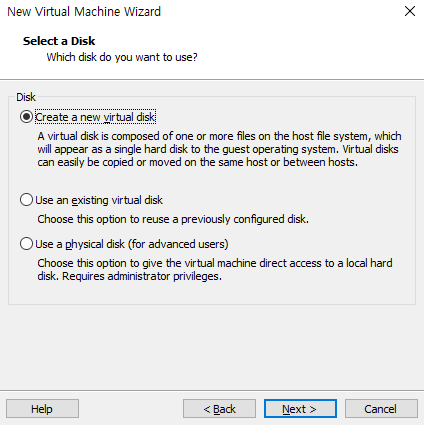 New Virtual Machine Wizard
Select a Disk
Which disk do you want to use?
Disk
Create a new virtual disk
A virtual disk is composed of one or more files on the host file system, which
will appear as a single hard disk to the guest operating system. Virtual disks
can easily be copied or moved on the same host or between hosts.
Use an existing virtual disk
Choose this option to reuse a previously configured disk.
Use a physical disk (for advanced users)
Choose this option to give the virtual machine direct access to a local hard
disk. Requires administrator privileges.
Help
< Back
Next >
Cancel